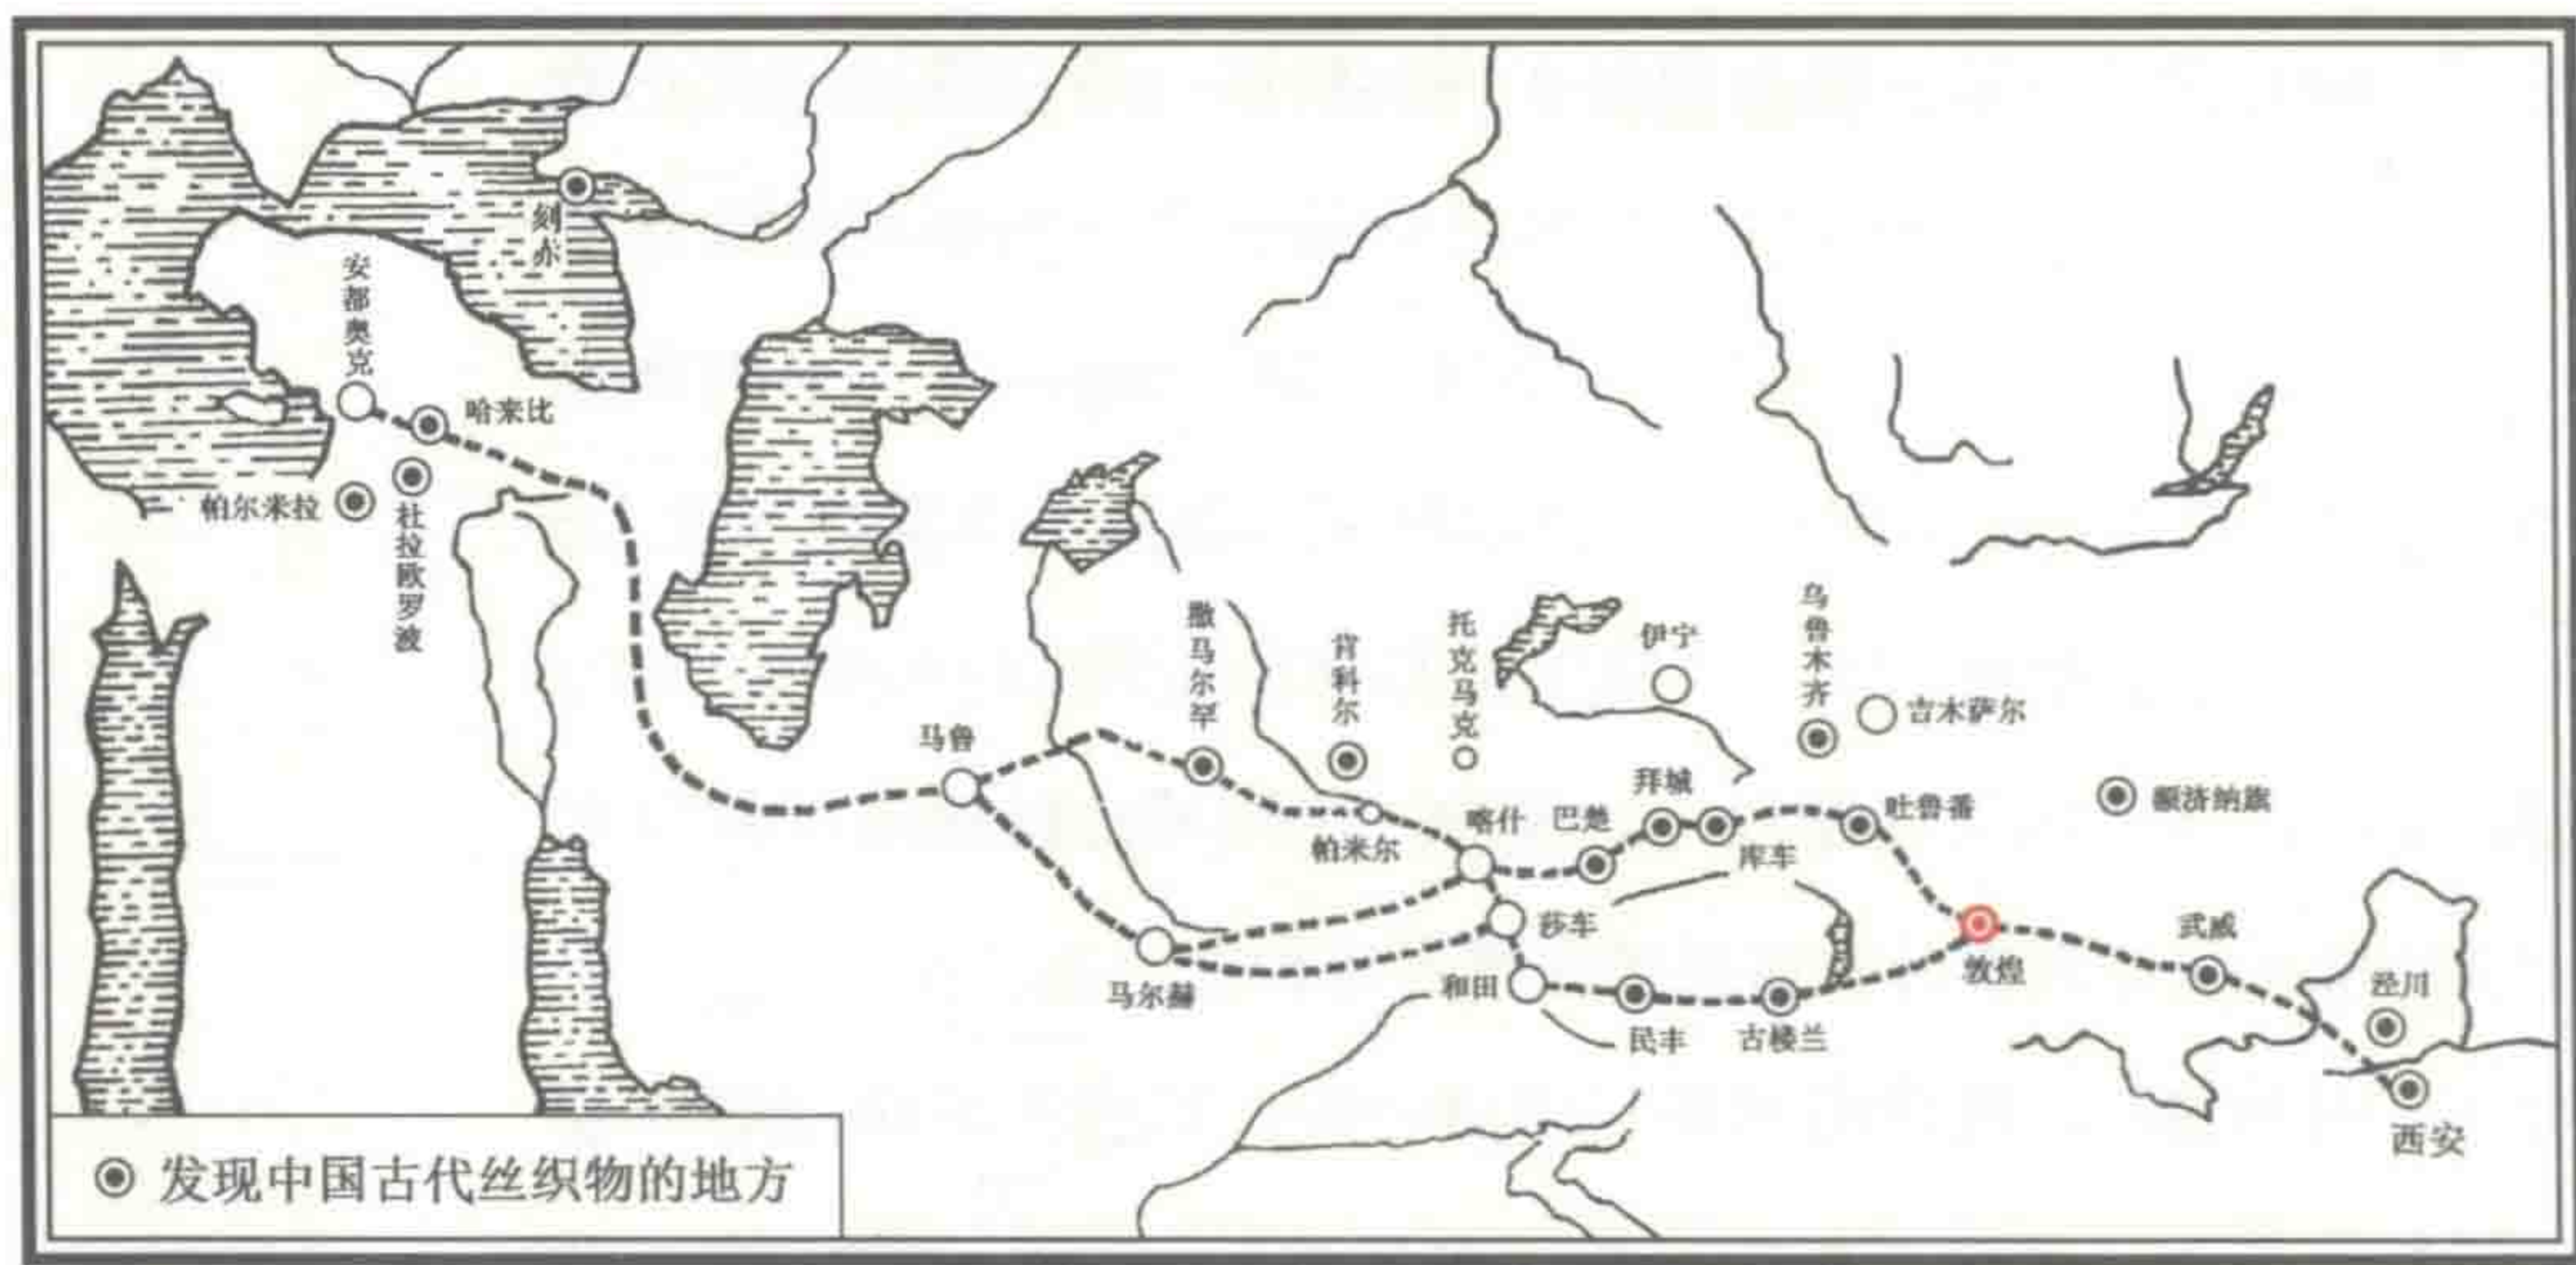 刻赤
安都奥克
哈来比
帕尔米拉
杜拉欧罗波
马鲁
撒马尔罕
肯科尔
托克马克
伊宁
乌鲁木齐
吉木萨尔
额济纳旗
帕米尔
喀什
巴楚
拜城
库车
吐鲁番
莎车
马尔赫
和田
民丰
古楼兰
敦煌
武威
泾川
西安
发现中国古代丝织物的地方